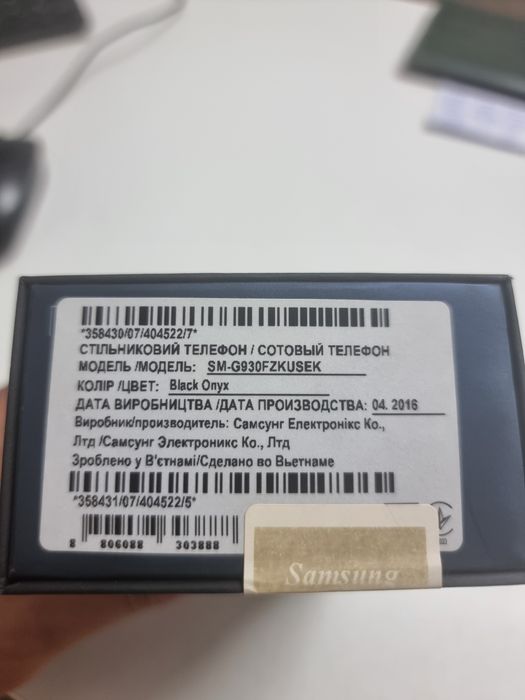 *358430/07/404522/7*
СТІЛЬНИКОВИЙ ТЕЛЕФОН / СОТОВЫЙ ТЕЛЕФОН
МОДЕЛЬ /МОДЕЛЬ: SM-G930FZKUSEK
КОЛІР /ЦВЕТ: Black Onyx
ДАТА ВИРОБНИЦТВА /ДАТА ПРОИЗВОДСТВА: 04. 2016
Виробник/производитель: Самсунг Електронікс Ко.,
Лтд /Самсунг Электроникс Ко., Лтд
Зроблено у В'єтнамі/Сделано во Вьетнаме
*358431/07/404522/5*
8 806088 303888
Samsung